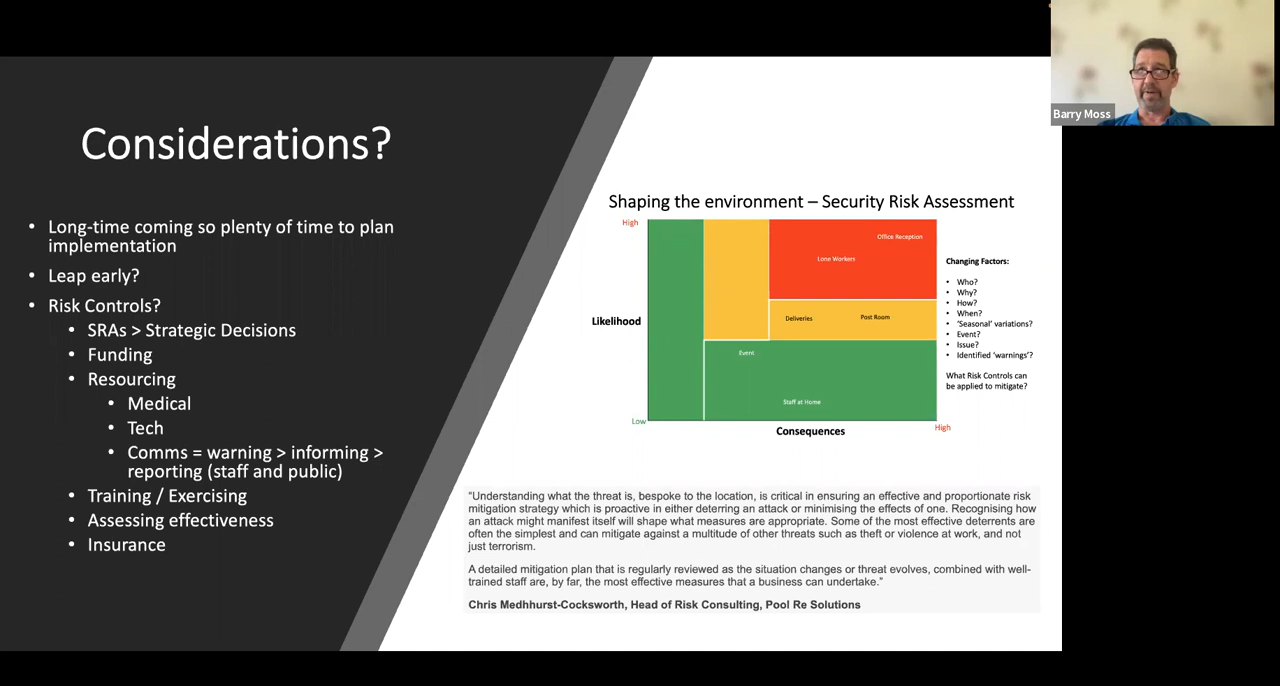 Considerations?
• Long-time coming so plenty of time to plan
implementation
• Leap early?
• Risk Controls?
• SRAs > Strategic Decisions
• Funding
• Resourcing
• Medical
• Tech
• Comms = warning > informing >
reporting (staff and public)
• Training / Exercising
• Assessing effectiveness
• Insurance
Shaping the environment – Security Risk Assessment
High
Office Reception
Lone Workers
Likelihood
Deliveries
Post Room
Event
Staff at Home
Low
Consequences
High
Changing Factors:
• Who?
• Why?
• How?
• When?
• ‘Seasonal’ variations?
• Event?
• Issue?
• Identified ‘warnings’?
What Risk Controls can
be applied to mitigate?
"Understanding what the threat is, bespoke to the location, is critical in ensuring an effective and proportionate risk
mitigation strategy which is proactive in either deterring an attack or minimising the effects of one. Recognising how
an attack might manifest itself will shape what measures are appropriate. Some of the most effective deterrents are
often the simplest and can mitigate against a multitude of other threats such as theft or violence at work, and not
just terrorism.
A detailed mitigation plan that is regularly reviewed as the situation changes or threat evolves, combined with well-
trained staff are, by far, the most effective measures that a business can undertake."
Chris Medhhurst-Cocksworth, Head of Risk Consulting, Pool Re Solutions
Barry Moss